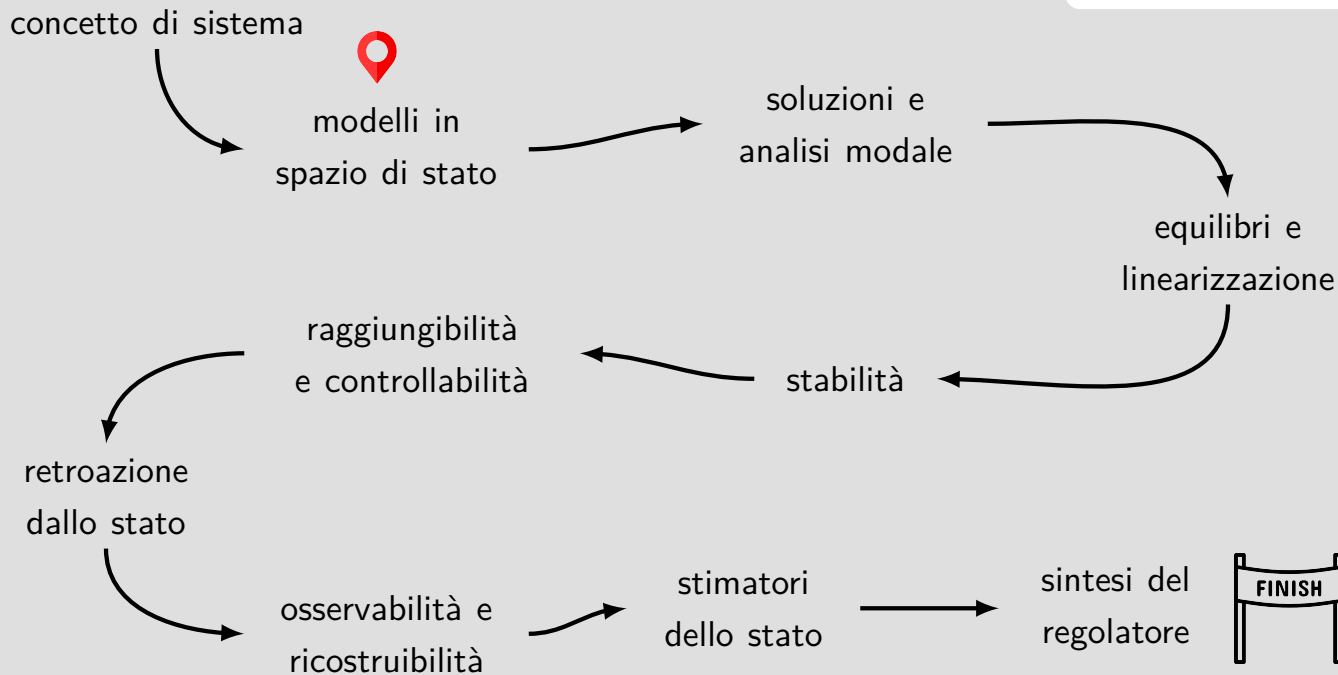 concetto di sistema
modelli in
spazio di stato
soluzioni e
analisi modale
equilibri e
linearizzazione
stabilità
raggiungibilità
e controllabilità
retroazione
dallo stato
osservabilità e
ricostruibilità
stimatori
dello stato
sintesi del
regolatore
FINISH